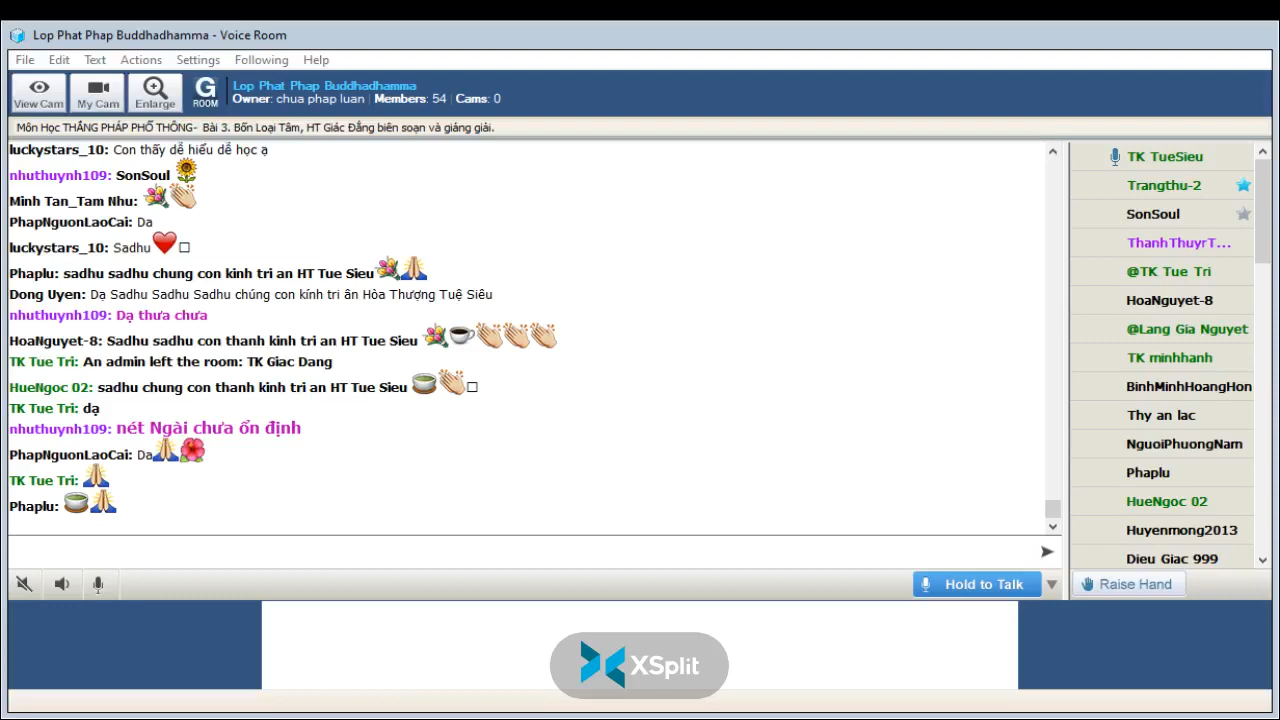 Lop Phat Phap Buddhadhamma - Voice Room
File Edit Text Actions Settings Following Help
View Cam My Cam Enlarge G ROOM
Lop Phat Phap Buddhadhamma
Owner: chua phap luan | Members: 54 | Cams: 0
Môn Học THẮNG PHÁP PHỔ THÔNG- Bài 3. Bốn Loại Tâm, HT Giác Đẳng biên soạn và giảng giải.
luckystars_10: Con thấy dễ hiểu dễ học ạ
nhuthuynh109: SonSoul 🌻
Minh Tan_Tam Nhu: 💐👏
PhapNguonLaoCai: Dạ
luckystars_10: Sadhu ❤️□
Phaplu: sadhu sadhu chung con kinh tri an HT Tue Sieu 💐🙏
Dong Uyen: Dạ Sadhu Sadhu Sadhu chúng con kính tri ân Hòa Thượng Tuệ Siêu
nhuthuynh109: Dạ thưa chưa
HoaNguyet-8: Sadhu sadhu con thanh kinh tri an HT Tue Sieu 💐☕👏👏👏
TK Tue Tri: An admin left the room: TK Giac Dang
HueNgoc 02: sadhu chung con thanh kinh tri an HT Tue Sieu 🍵👏□
TK Tue Tri: dạ
nhuthuynh109: nét Ngài chưa ổn định
PhapNguonLaoCai: Da🙏🌺
TK Tue Tri: 🙏
Phaplu: 🍵🙏
TK TueSieu
Trangthu-2
SonSoul
ThanhThuyrT...
@TK Tue Tri
HoaNguyet-8
@Lang Gia Nguyet
TK minhhanh
BinhMinhHoangHon
Thy an lac
NguoiPhuongNam
Phaplu
HueNgoc 02
Huyenmong2013
Dieu Giac 999
Hold to Talk
Raise Hand
XSplit